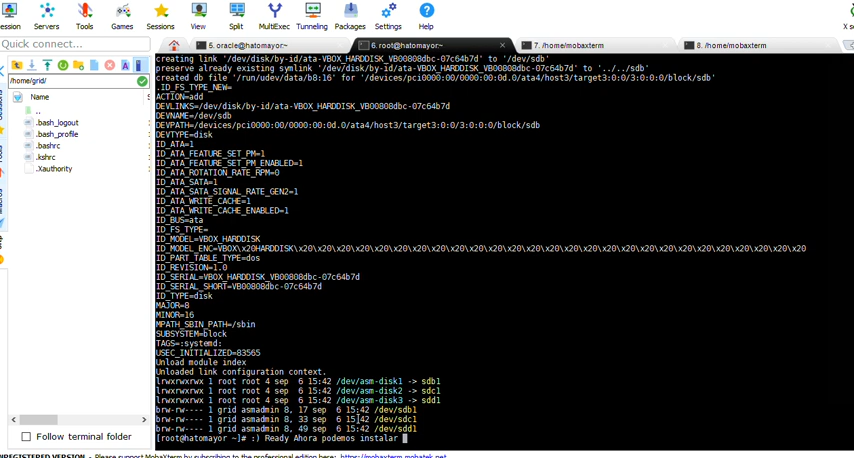 ession
Servers
Tools
Games
Sessions
View
Split
MultiExec
Tunneling
Packages
Settings
Help
X se
Quick connect...
5. oracle@hatomayor~
6. root@hatomayor~
7. /home/mobaxterm
8. /home/mobaxterm
/home/grid/
Name
..
.bash_logout
.bash_profile
.bashrc
.kshrc
.Xauthority
Follow terminal folder
creating link '/dev/disk/by-id/ata-VBOX_HARDDISK_VB00808dbc-07c64b7d' to '/dev/sdb'
preserve already existing symlink '/dev/disk/by-id/ata-VBOX_HARDDISK_VB00808dbc-07c64b7d' to '../../sdb'
created db file '/run/udev/data/b8:16' for '/devices/pci0000:00/0000:00:0d.0/ata4/host3/target3:0:0/3:0:0:0/block/sdb'
.ID_FS_TYPE_NEW=
ACTION=add
DEVLINKS=/dev/disk/by-id/ata-VBOX_HARDDISK_VB00808dbc-07c64b7d
DEVNAME=/dev/sdb
DEVPATH=/devices/pci0000:00/0000:00:0d.0/ata4/host3/target3:0:0/3:0:0:0/block/sdb
DEVTYPE=disk
ID_ATA=1
ID_ATA_FEATURE_SET_PM=1
ID_ATA_FEATURE_SET_PM_ENABLED=1
ID_ATA_ROTATION_RATE_RPM=0
ID_ATA_SATA=1
ID_ATA_SATA_SIGNAL_RATE_GEN2=1
ID_ATA_WRITE_CACHE=1
ID_ATA_WRITE_CACHE_ENABLED=1
ID_BUS=ata
ID_FS_TYPE=
ID_MODEL=VBOX_HARDDISK
ID_MODEL_ENC=VBOX\x20HARDDISK\x20\x20\x20\x20\x20\x20\x20\x20\x20\x20\x20\x20\x20\x20\x20\x20\x20\x20\x20\x20\x20\x20\x20\x20\x20\x20\x20
ID_PART_TABLE_TYPE=dos
ID_REVISION=1.0
ID_SERIAL=VBOX_HARDDISK_VB00808dbc-07c64b7d
ID_SERIAL_SHORT=VB00808dbc-07c64b7d
ID_TYPE=disk
MAJOR=8
MINOR=16
MPATH_SBIN_PATH=/sbin
SUBSYSTEM=block
TAGS=:systemd:
USEC_INITIALIZED=83565
Unload module index
Unloaded link configuration context.
lrwxrwxrwx 1 root root 4 sep  6 15:42 /dev/asm-disk1 -> sdb1
lrwxrwxrwx 1 root root 4 sep  6 15:42 /dev/asm-disk2 -> sdc1
lrwxrwxrwx 1 root root 4 sep  6 15:42 /dev/asm-disk3 -> sdd1
brw-rw---- 1 grid asmadmin 8, 17 sep  6 15:42 /dev/sdb1
brw-rw---- 1 grid asmadmin 8, 33 sep  6 15:42 /dev/sdc1
brw-rw---- 1 grid asmadmin 8, 49 sep  6 15:42 /dev/sdd1
[root@hatomayor ~]# :) Ready Ahora podemos instalar
NREGISTERED VERSION - Please support MobaXterm by subscribing to the professional edition here: https://mobaxterm.mobatek.net